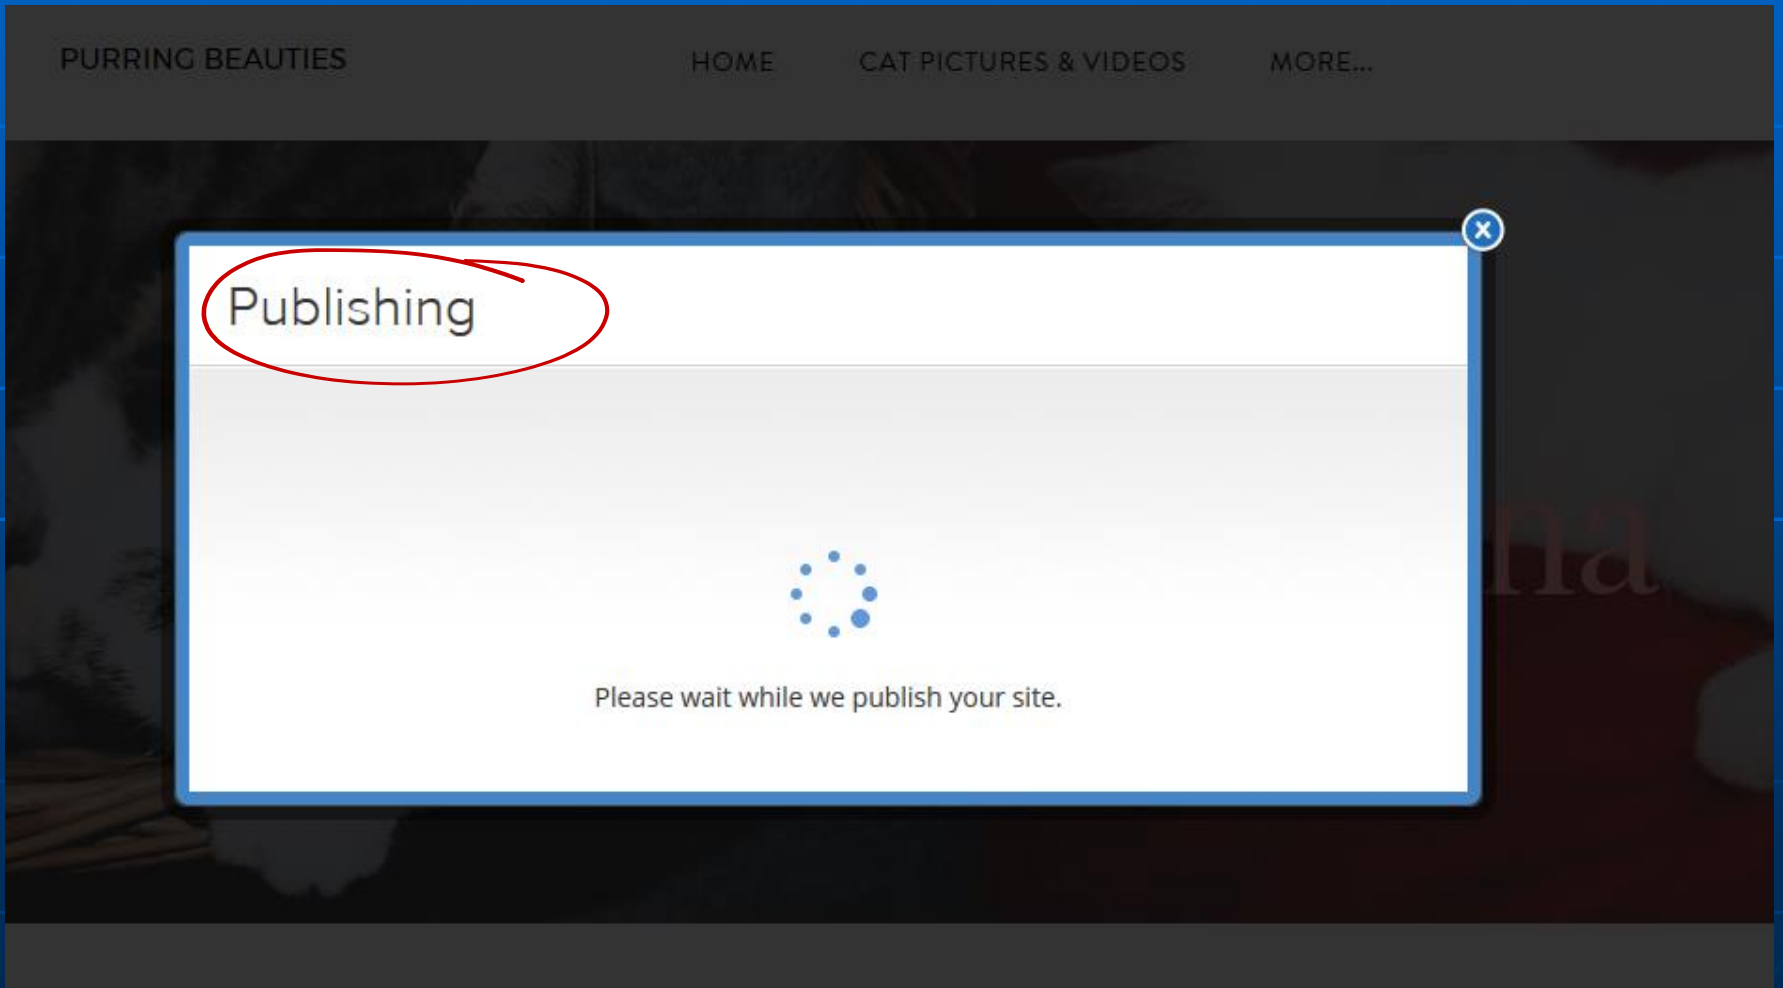 PURRING BEAUTIES HOME CAT PICTURES & VIDEOS MORE...
Publishing
Please wait while we publish your site.